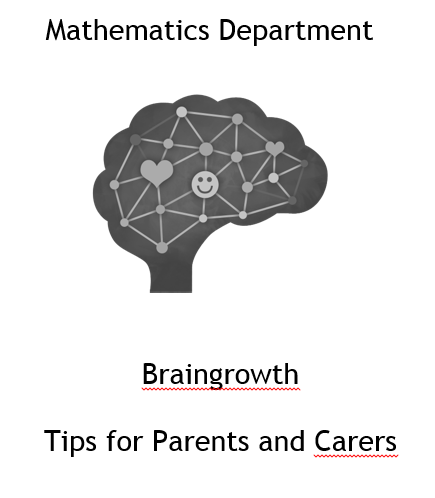 Mathematics Department
Braingrowth
Tips for Parents and Carers